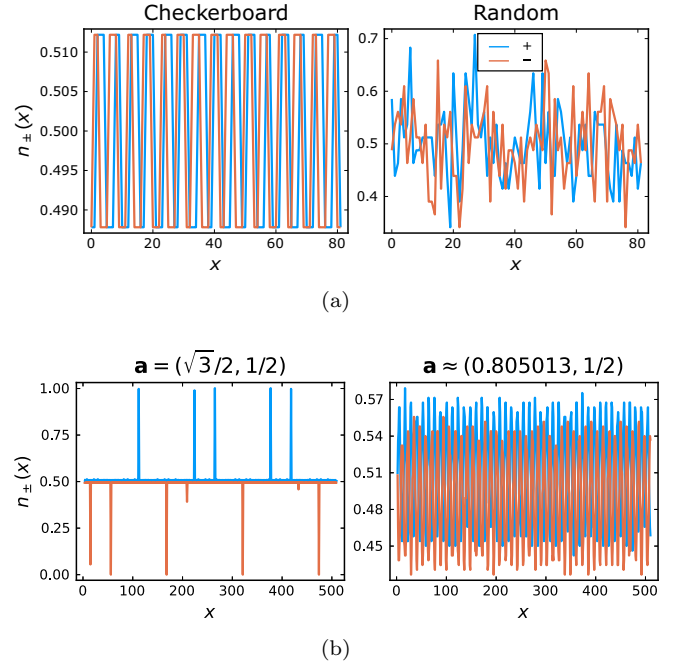 Checkerboard
Random
n±(x)
0.510
0.505
0.500
0.495
0.490
0 20 40 60 80
x
0.7
0.6
0.5
0.4
+
−
0 20 40 60 80
x
(a)
a = (√3/2, 1/2)
a ≈ (0.805013, 1/2)
n±(x)
1.00
0.75
0.50
0.25
0.00
0 100 200 300 400 500
x
0.57
0.54
0.51
0.48
0.45
0 100 200 300 400 500
x
(b)